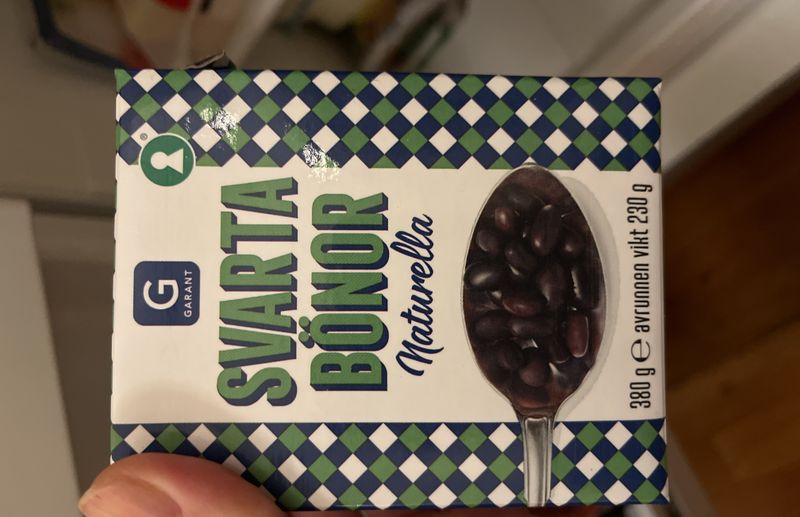 ®
G
GARANT
SVARTA
BÖNOR
Naturella
380 g ℮ avrunnen vikt 230 g